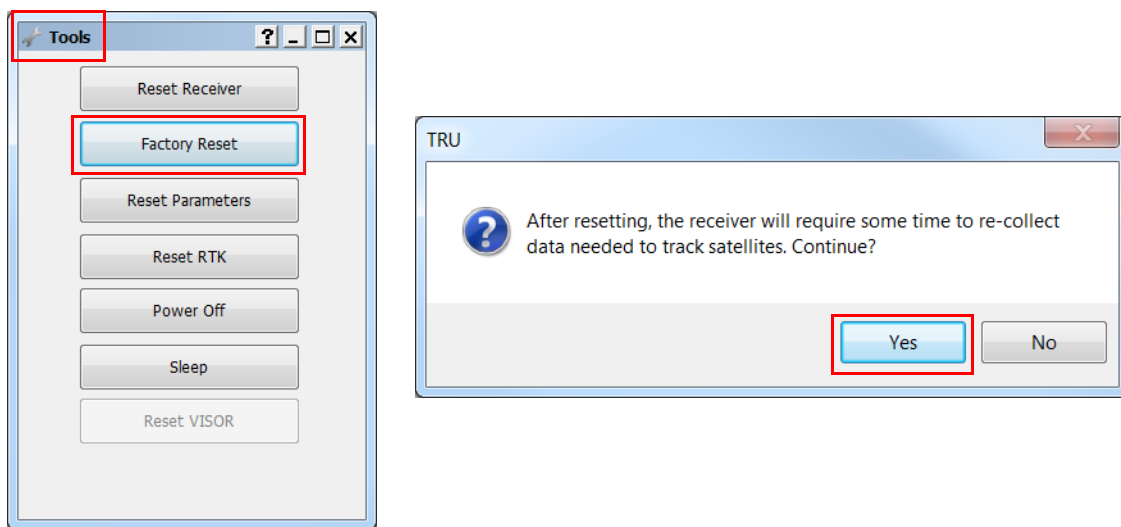 Tools
Reset Receiver
Factory Reset
Reset Parameters
Reset RTK
Power Off
Sleep
Reset VISOR
TRU
After resetting, the receiver will require some time to re-collect
data needed to track satellites. Continue?
Yes
No